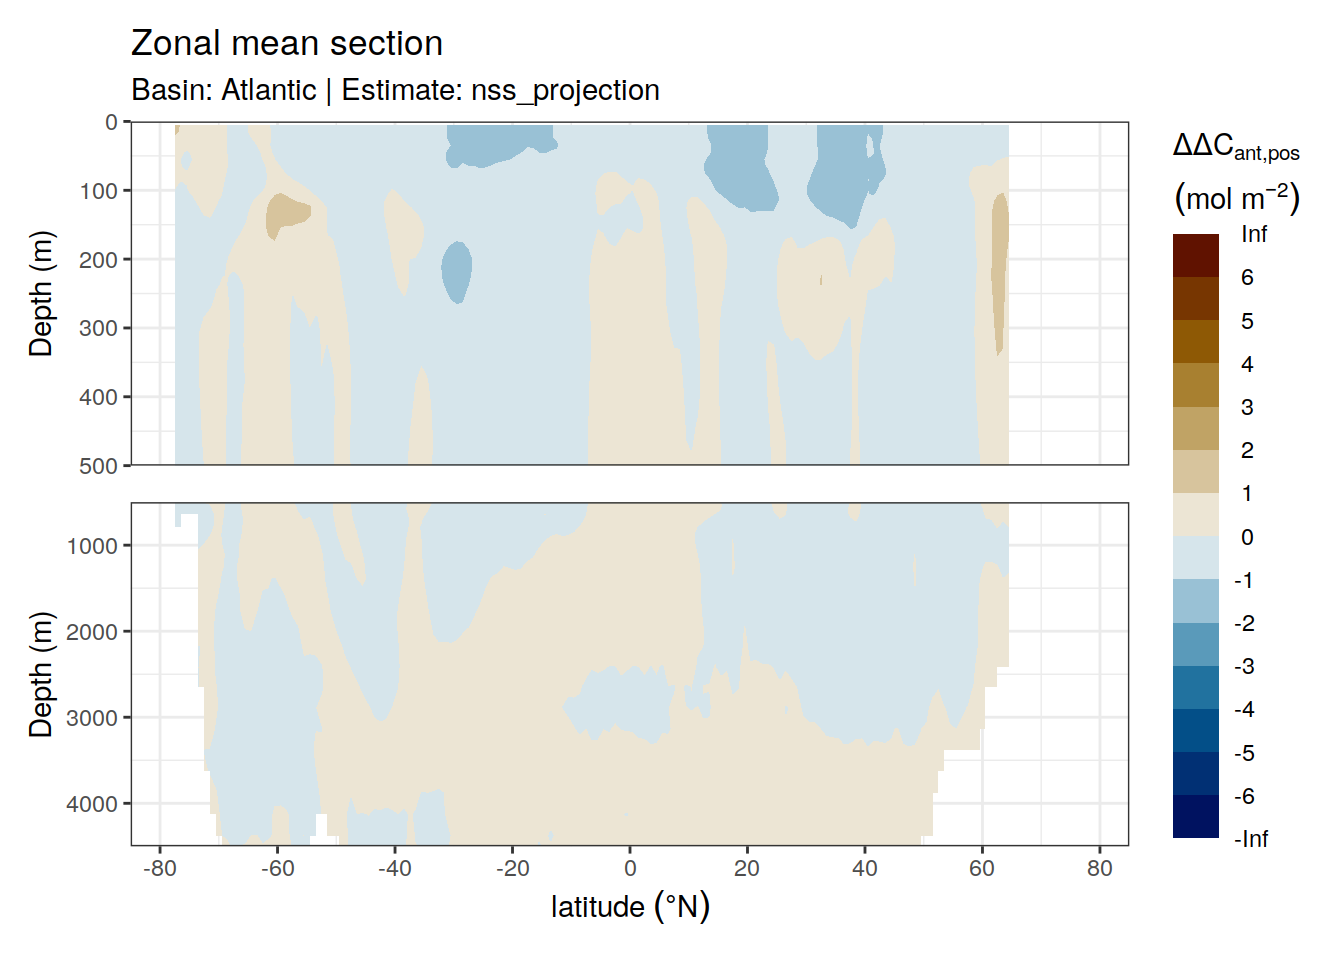 Zonal mean section
Basin: Atlantic | Estimate: nss_projection
0
100
200
300
400
500
Depth (m)
1000
2000
3000
4000
Depth (m)
-80 -60 -40 -20 0 20 40 60 80
latitude (°N)
ΔΔCant,pos
(mol m−2)
Inf
6
5
4
3
2
1
0
-1
-2
-3
-4
-5
-6
-Inf